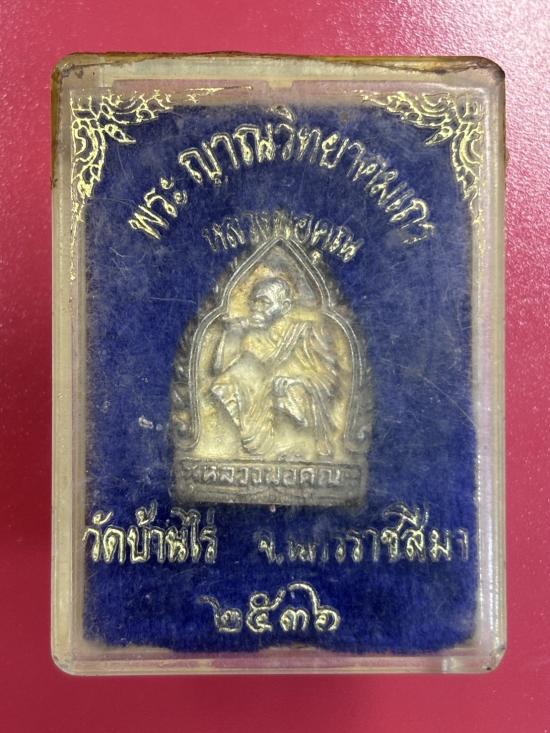 พระญาณวิทยาคมเถร
หลวงพ่อคูณ
หลวงพ่อคูณ
วัดบ้านไร่ จ.นครราชสีมา
๒๕๓๖